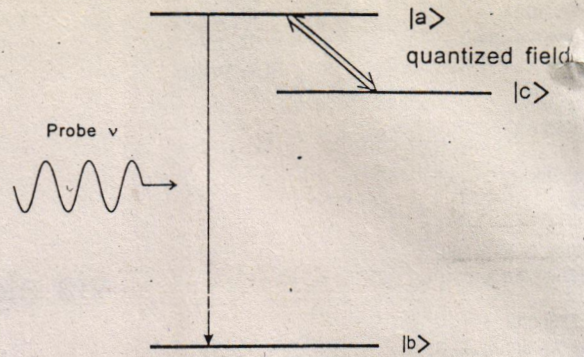 |a>
quantized field
|c>
Probe ν
|b>